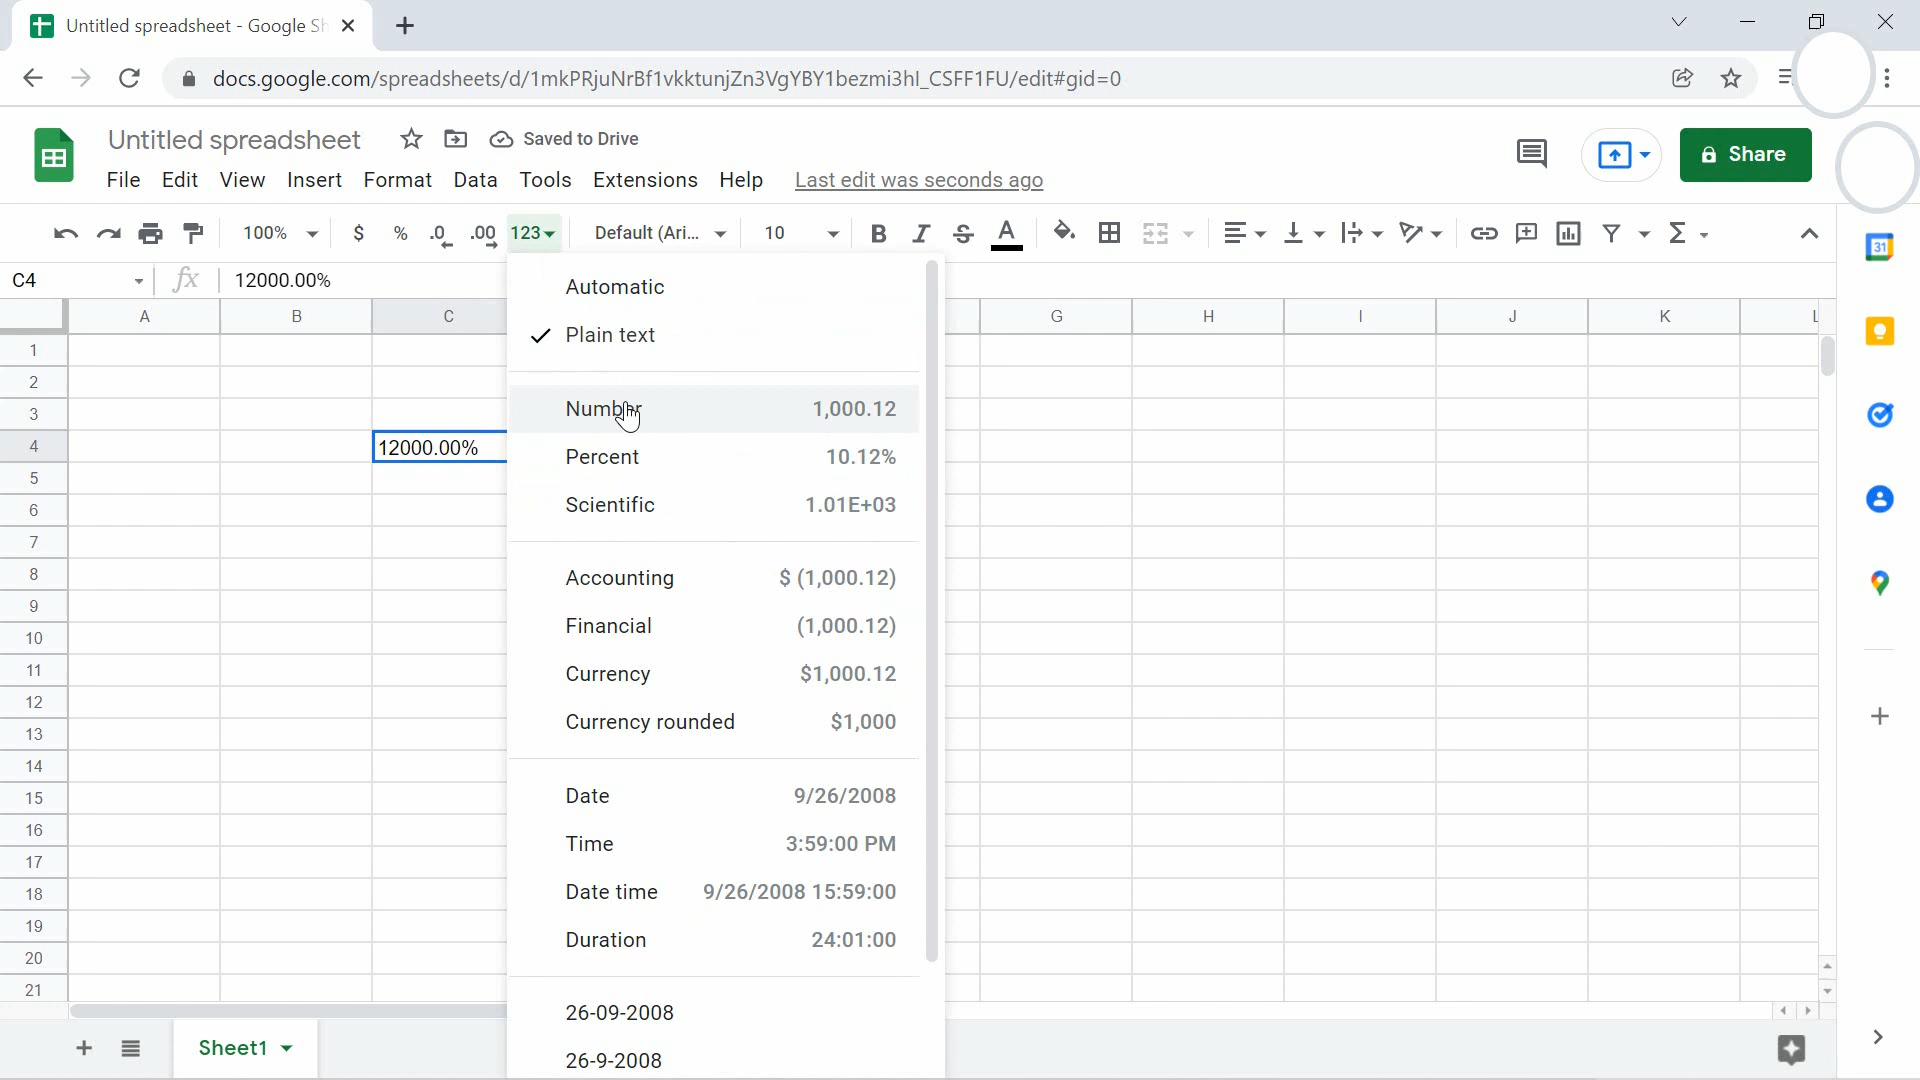 Untitled spreadsheet - Google Sh
docs.google.com/spreadsheets/d/1mkPRjuNrBf1vkktunjZn3VgYBY1bezmi3hI_CSFF1FU/edit#gid=0
Untitled spreadsheet
Saved to Drive
Share
File Edit View Insert Format Data Tools Extensions Help Last edit was seconds ago
100% $ % .0 .00 123 Default (Ari... 10 B I S A
31
C4 fx 12000.00%
A B C G H I J K L
1
2
3
4 12000.00%
5
6
7
8
9
10
11
12
13
14
15
16
17
18
19
20
21
Automatic
Plain text
Number 1,000.12
Percent 10.12%
Scientific 1.01E+03
Accounting $ (1,000.12)
Financial (1,000.12)
Currency $1,000.12
Currency rounded $1,000
Date 9/26/2008
Time 3:59:00 PM
Date time 9/26/2008 15:59:00
Duration 24:01:00
26-09-2008
26-9-2008
Sheet1